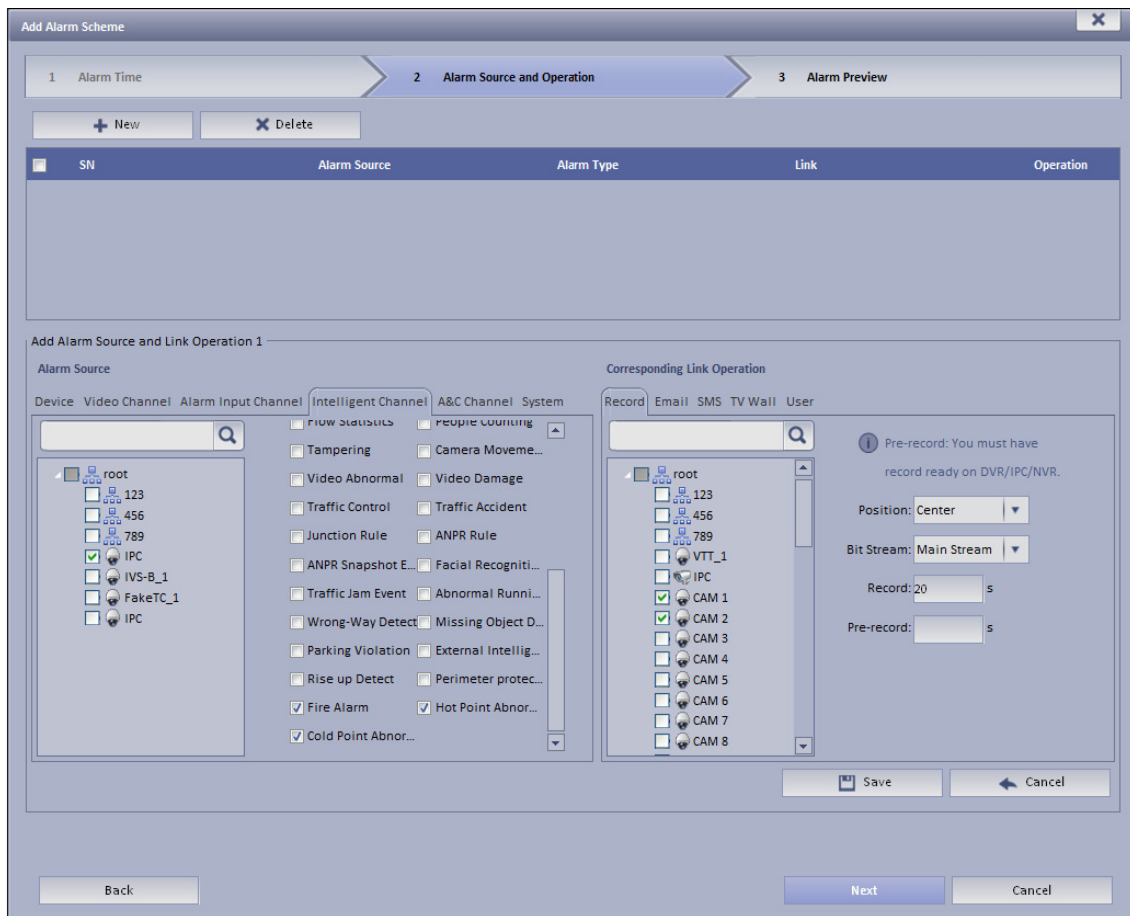 Add Alarm Scheme
1 Alarm Time
2 Alarm Source and Operation
3 Alarm Preview
New
Delete
SN Alarm Source Alarm Type Link Operation
Add Alarm Source and Link Operation 1
Alarm Source
Device Video Channel Alarm Input Channel Intelligent Channel A&C Channel System
root
123
456
789
IPC
IVS-B_1
FakeTC_1
IPC
Flow Statistics People Counting
Tampering Camera Moveme...
Video Abnormal Video Damage
Traffic Control Traffic Accident
Junction Rule ANPR Rule
ANPR Snapshot E... Facial Recogniti...
Traffic Jam Event Abnormal Runni...
Wrong-Way Detect Missing Object D...
Parking Violation External Intellig...
Rise up Detect Perimeter protec...
Fire Alarm Hot Point Abnor...
Cold Point Abnor...
Corresponding Link Operation
Record Email SMS TV Wall User
root
123
456
789
VTT_1
IPC
CAM 1
CAM 2
CAM 3
CAM 4
CAM 5
CAM 6
CAM 7
CAM 8
Pre-record: You must have
record ready on DVR/IPC/NVR.
Position: Center
Bit Stream: Main Stream
Record: 20 s
Pre-record: s
Save
Cancel
Back
Next
Cancel